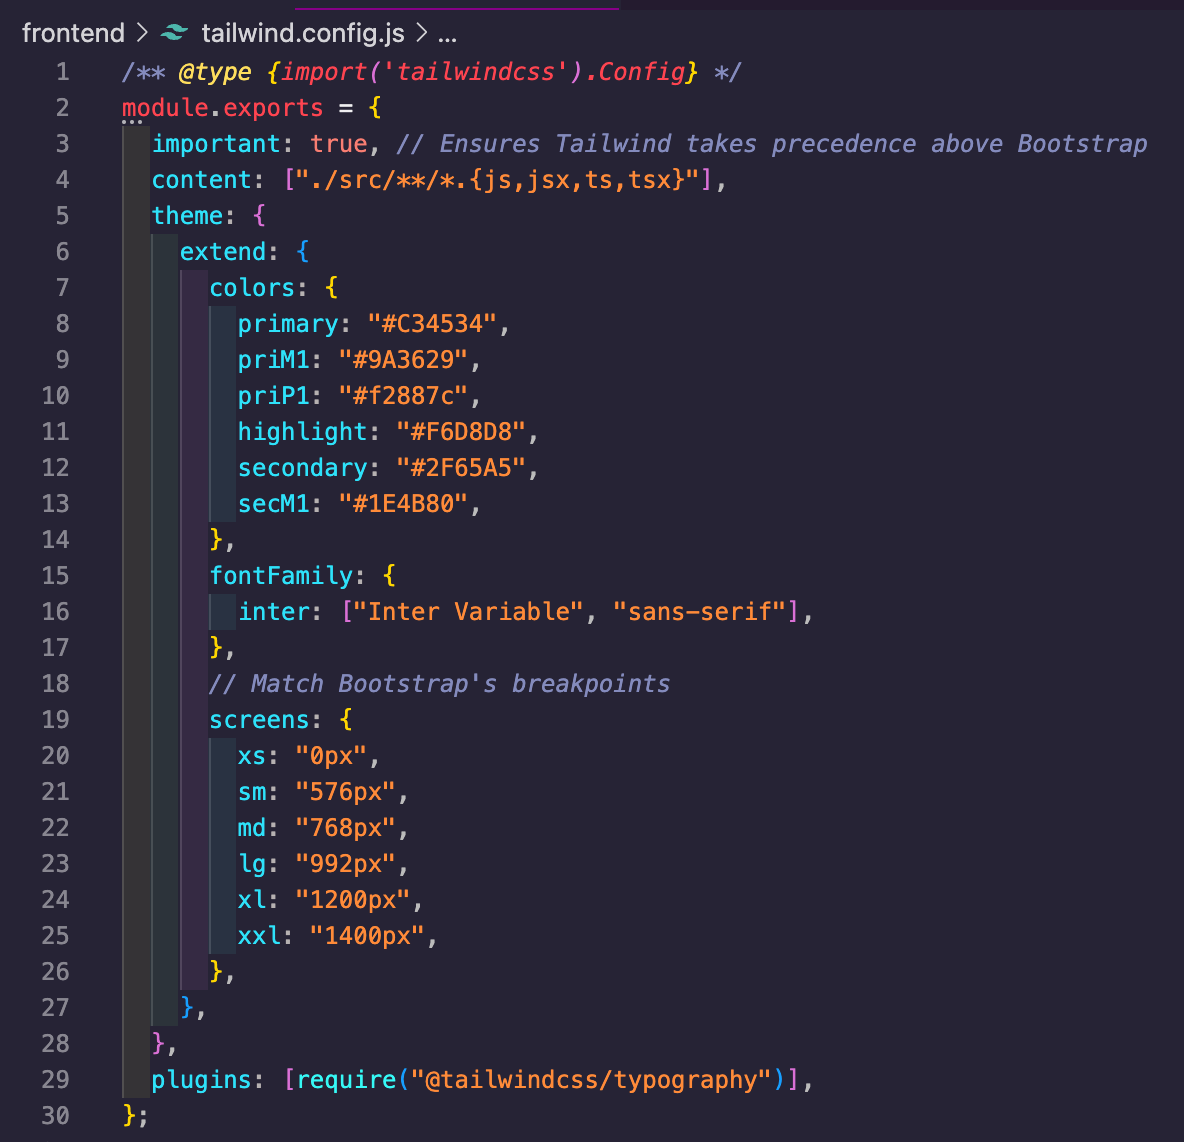 frontend > tailwind.config.js > ...
1 /** @type {import('tailwindcss').Config} */
2 module.exports = {
3   important: true, // Ensures Tailwind takes precedence above Bootstrap
4   content: ["./src/**/*.{js,jsx,ts,tsx}"],
5   theme: {
6     extend: {
7       colors: {
8         primary: "#C34534",
9         priM1: "#9A3629",
10         priP1: "#f2887c",
11         highlight: "#F6D8D8",
12         secondary: "#2F65A5",
13         secM1: "#1E4B80",
14       },
15       fontFamily: {
16         inter: ["Inter Variable", "sans-serif"],
17       },
18       // Match Bootstrap's breakpoints
19       screens: {
20         xs: "0px",
21         sm: "576px",
22         md: "768px",
23         lg: "992px",
24         xl: "1200px",
25         xxl: "1400px",
26       },
27     },
28   },
29   plugins: [require("@tailwindcss/typography")],
30 };